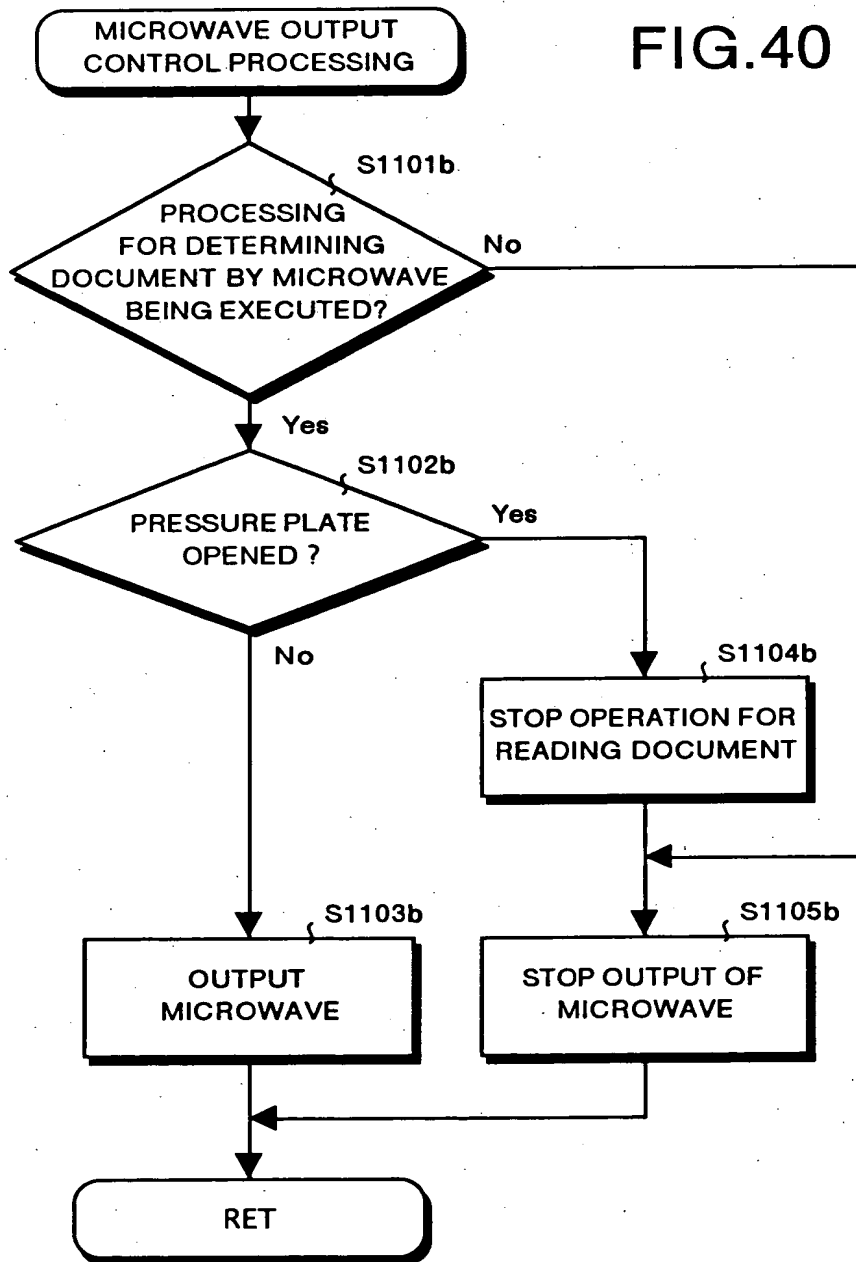 MICROWAVE OUTPUT
CONTROL PROCESSING
FIG.40
S1101b
PROCESSING
FOR DETERMINING
DOCUMENT BY MICROWAVE
BEING EXECUTED?
No
Yes
S1102b
PRESSURE PLATE
OPENED ?
Yes
No
S1104b
STOP OPERATION FOR
READING DOCUMENT
S1103b
OUTPUT
MICROWAVE
S1105b
STOP OUTPUT OF
MICROWAVE
RET